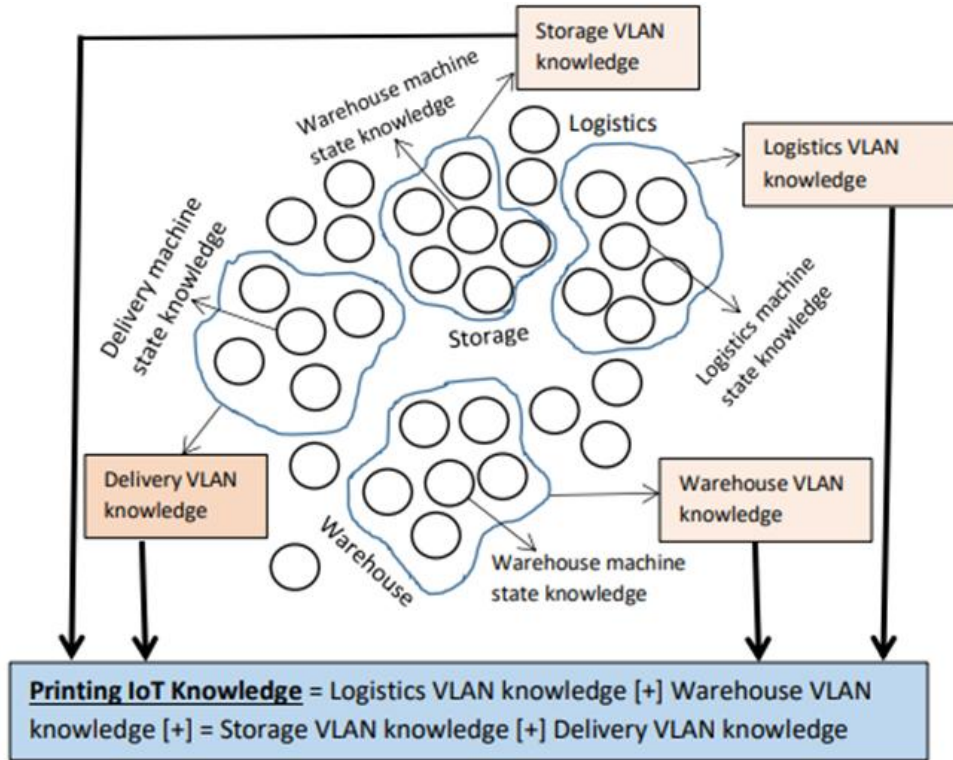 Storage VLAN
knowledge
Warehouse machine
state knowledge
Logistics
Logistics VLAN
knowledge
Delivery machine
state knowledge
Storage
Logistics machine
state knowledge
Delivery VLAN
knowledge
Warehouse
Warehouse VLAN
knowledge
Warehouse machine
state knowledge
Printing IoT Knowledge = Logistics VLAN knowledge [+] Warehouse VLAN
knowledge [+] = Storage VLAN knowledge [+] Delivery VLAN knowledge